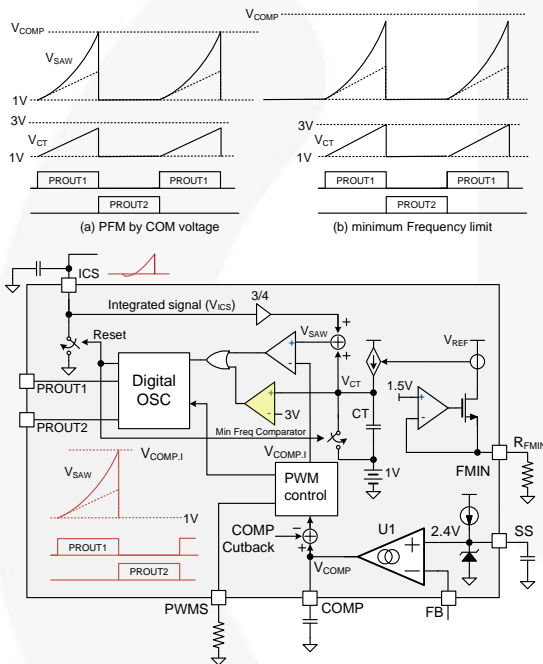 VCOMP
VSAW
1V
3V
VCT
1V
PROUT1
PROUT1
PROUT2
(a) PFM by COM voltage
VCOMP
1V
3V
VCT
1V
PROUT1
PROUT1
PROUT2
(b) minimum Frequency limit
ICS
Integrated signal (VICS)
3/4
+
+
Reset
VSAW
+
-
VREF
PROUT1
Digital
OSC
VCT
1.5V
+
-
+
-
3V
CT
PROUT2
Min Freq Comparator
RFMIN
FMIN
VCOMP.I
VCOMP.I
1V
VSAW
PWM
control
1V
U1
2.4V
SS
PROUT1
COMP
Cutback
-
+
+
-
PROUT2
VCOMP
PWMS
COMP
FB